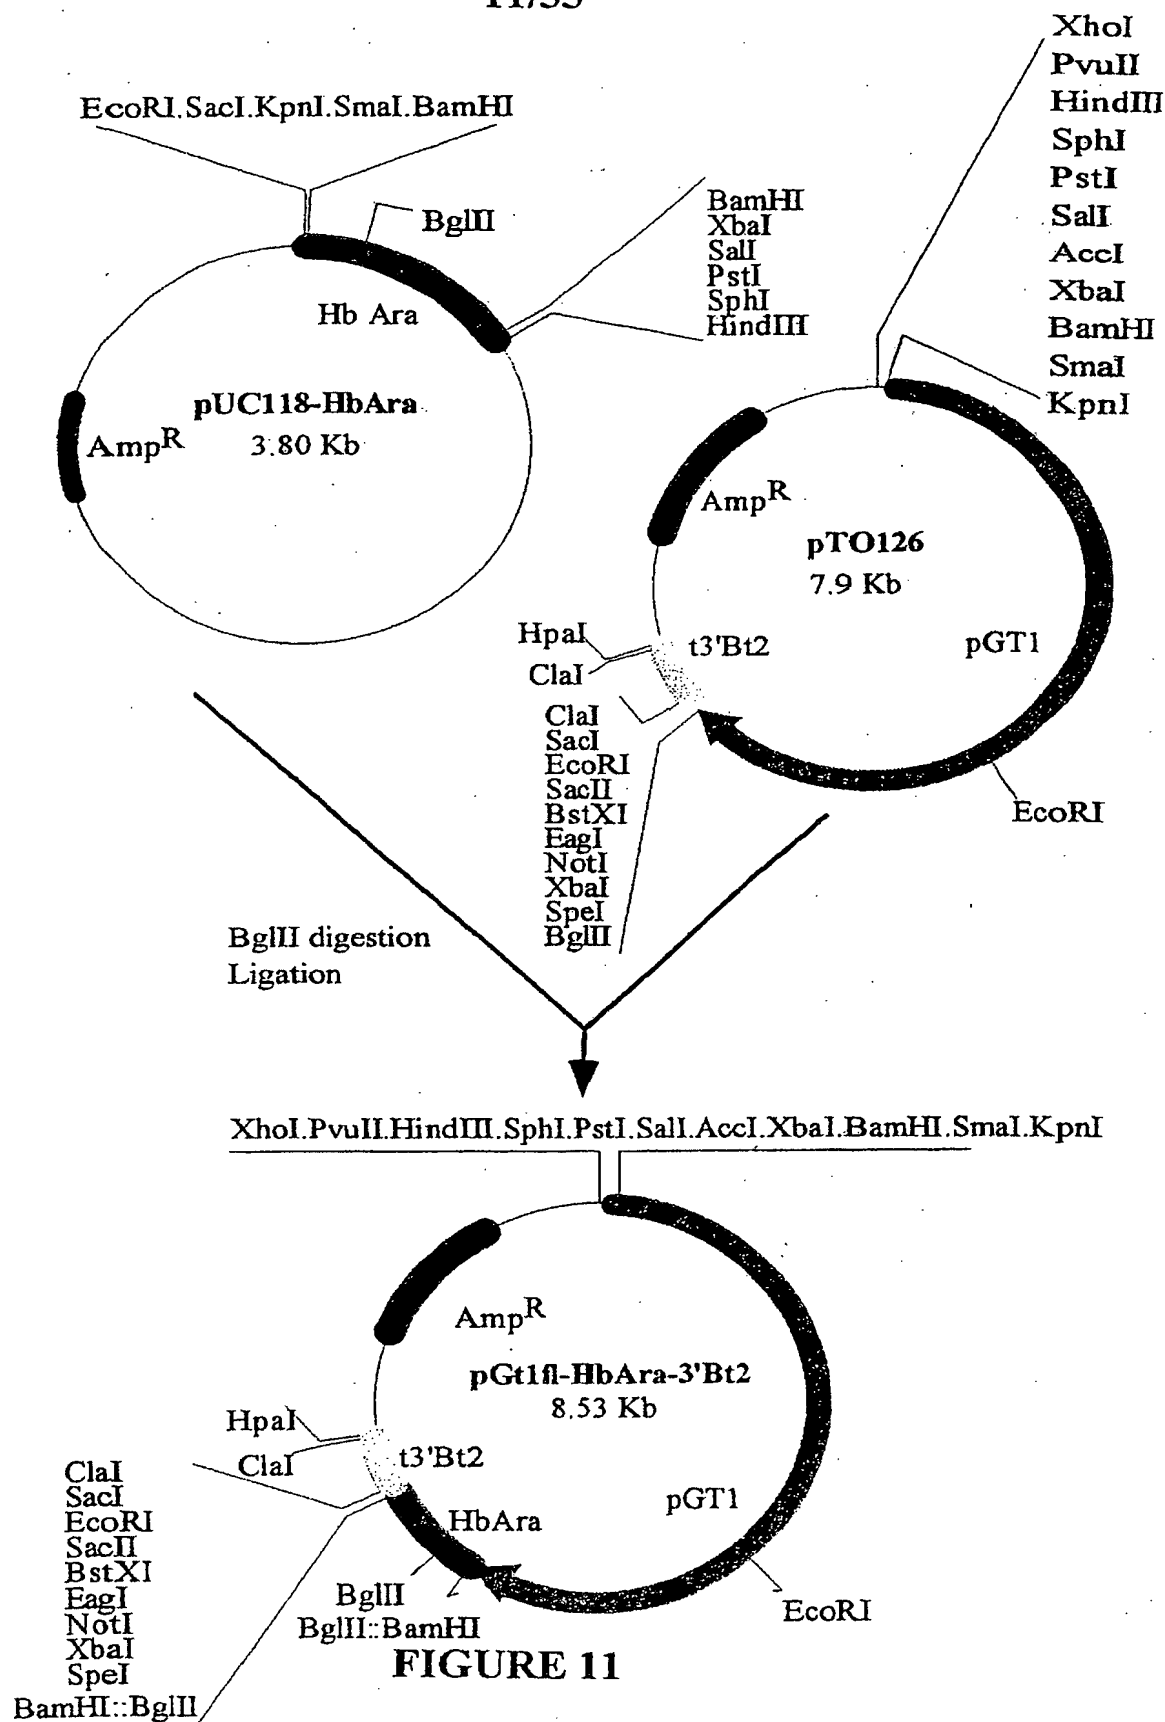 11/33
EcoRI.SacI.KpnI.SmaI.BamHI
BglII
Hb Ara
pUC118-HbAra
3.80 Kb
AmpR
BamHI
XbaI
SalI
PstI
SphI
HindIII
XhoI
PvuII
HindIII
SphI
PstI
SalI
AccI
XbaI
BamHI
SmaI
KpnI
AmpR
pTO126
7.9 Kb
pGT1
HpaI
t3'Bt2
ClaI
ClaI
SacI
EcoRI
SacII
BstXI
EagI
NotI
XbaI
SpeI
BglII
EcoRI
BglII digestion
Ligation
XhoI.PvuII.HindIII.SphI.PstI.SalI.AccI.XbaI.BamHI.SmaI.KpnI
AmpR
pGt1fl-HbAra-3'Bt2
8.53 Kb
HpaI
ClaI
t3'Bt2
pGT1
HbAra
ClaI
SacI
EcoRI
SacII
BstXI
EagI
NotI
XbaI
SpeI
BamHI::BglII
BglII
BglII::BamHI
EcoRI
FIGURE 11